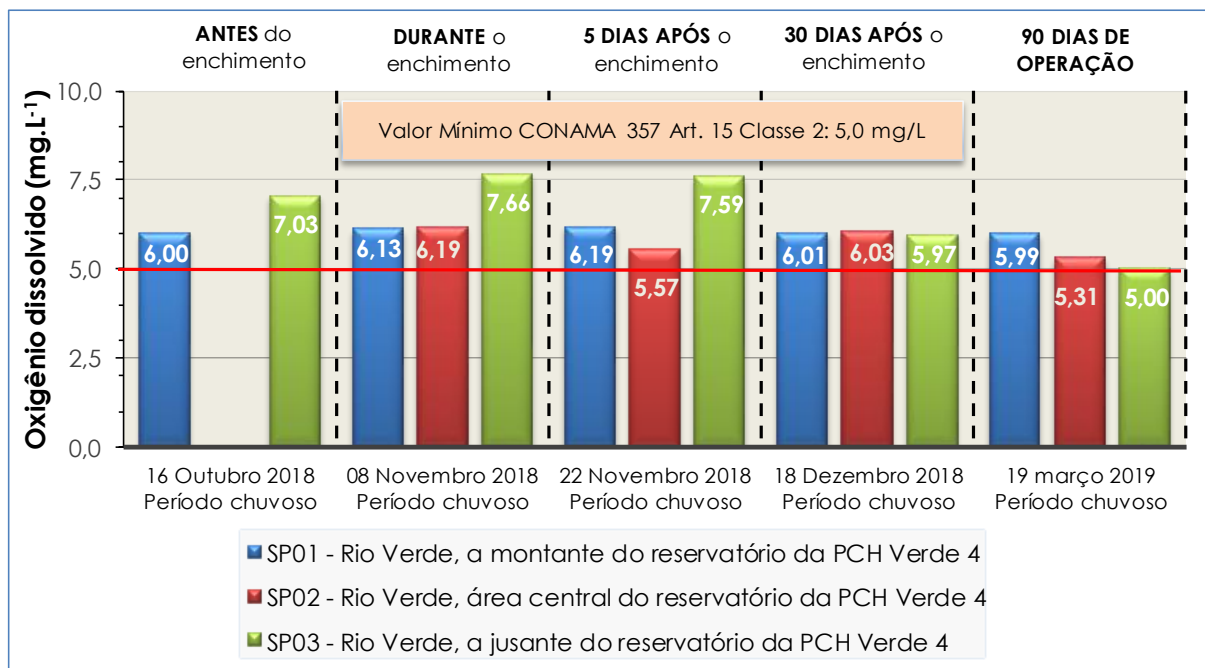 ANTES do
enchimento
DURANTE o
enchimento
5 DIAS APÓS o
enchimento
30 DIAS APÓS o
enchimento
90 DIAS DE
OPERAÇÃO
Oxigênio dissolvido (mg.L-1)
10,0
7,5
5,0
2,5
0,0
Valor Mínimo CONAMA 357 Art. 15 Classe 2: 5,0 mg/L
6,00
7,03
6,13
6,19
7,66
6,19
5,57
7,59
6,01
6,03
5,97
5,99
5,31
5,00
16 Outubro 2018
Período chuvoso
08 Novembro 2018
Período chuvoso
22 Novembro 2018
Período chuvoso
18 Dezembro 2018
Período chuvoso
19 março 2019
Período chuvoso
SP01 - Rio Verde, a montante do reservatório da PCH Verde 4
SP02 - Rio Verde, área central do reservatório da PCH Verde 4
SP03 - Rio Verde, a jusante do reservatório da PCH Verde 4